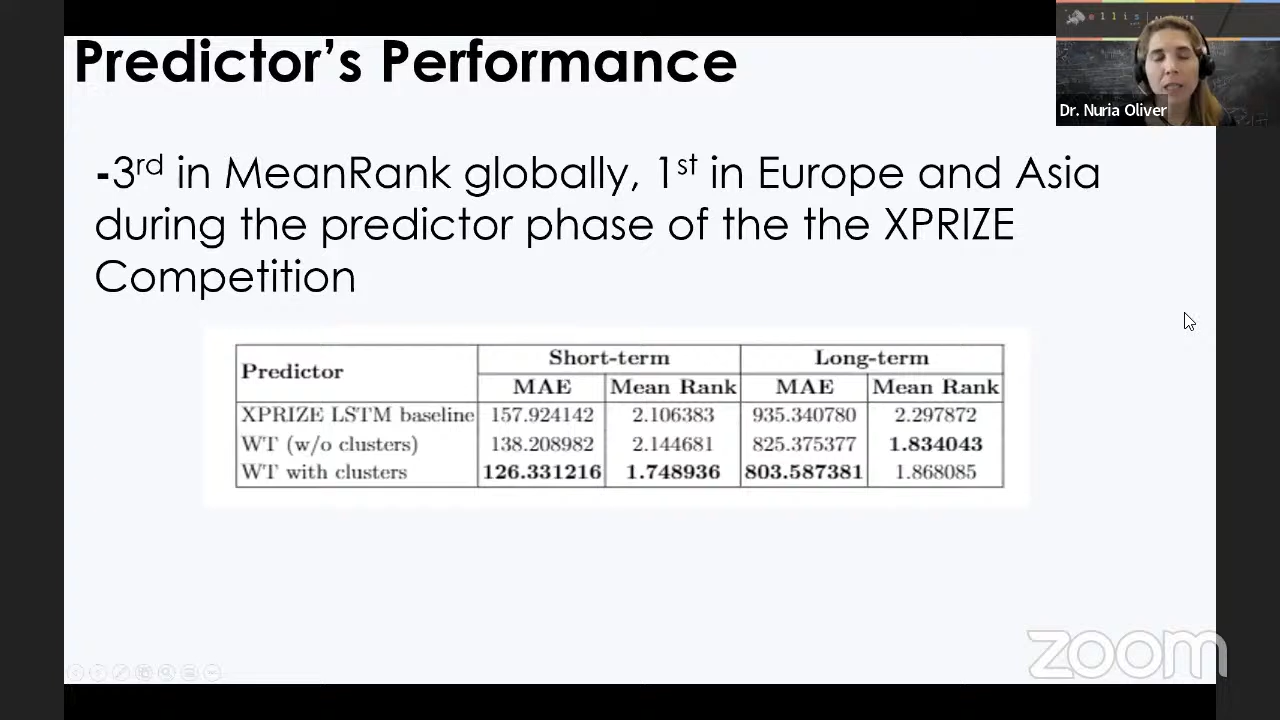 Predictor's Performance
ellis
Dr. Nuria Oliver
-3rd in MeanRank globally, 1st in Europe and Asia
during the predictor phase of the the XPRIZE
Competition
Predictor Short-term Long-term
MAE Mean Rank MAE Mean Rank
XPRIZE LSTM baseline 157.924142 2.106383 935.340780 2.297872
WT (w/o clusters) 138.208982 2.144681 825.375377 1.834043
WT with clusters 126.331216 1.748936 803.587381 1.868085
zoom